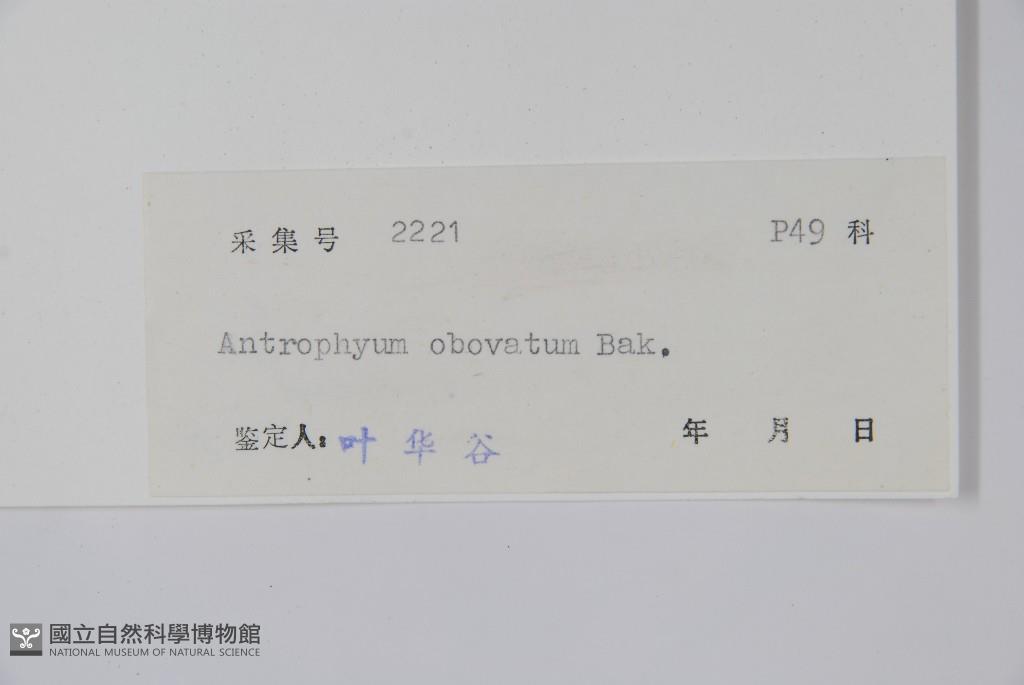 采集号 2221 P49 科
Antrophyum obovatum Bak.
鉴定人: 叶华谷 年 月 日
國立自然科學博物館
NATIONAL MUSEUM OF NATURAL SCIENCE